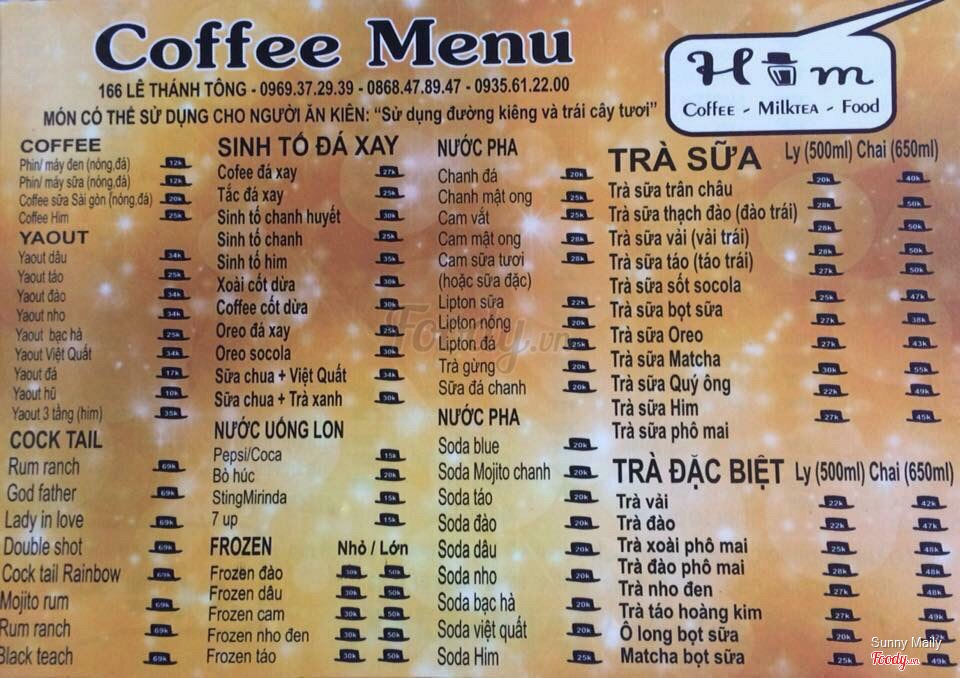 Coffee Menu
166 LÊ THÁNH TÔNG - 0969.37.29.39 - 0868.47.89.47 - 0935.61.22.00
MÓN CÓ THỂ SỬ DỤNG CHO NGƯỜI ĂN KIÊN: “Sử dụng đường kiêng và trái cây tươi”
Him
COFFEE - MILKTEA - FOOD
COFFEE
Phin/ máy đen (nóng,đá) 12k
Phin/ máy sữa (nóng,đá) 12k
Coffee sữa Sài gòn (nóng,đá) 20k
Coffee Him 25k
YAOUT
Yaout dâu 34k
Yaout táo 25k
Yaout đào 34k
Yaout nho 34k
Yaout bạc hà 25k
Yaout Việt Quất 34k
Yaout đá 17k
Yaout hũ 10k
Yaout 3 tầng (him) 35k
COCK TAIL
Rum ranch 69k
God father 69k
Lady in love 69k
Double shot 69k
Cock tail Rainbow 69k
Mojito rum 69k
Rum ranch 69k
Black teach 69k
SINH TỐ ĐÁ XAY
Cofee đá xay 27k
Tắc đá xay 25k
Sinh tố chanh huyết 30k
Sinh tố chanh 25k
Sinh tố him 35k
Xoài cốt dừa 30k
Coffee cốt dừa 30k
Oreo đá xay 25k
Oreo socola 30k
Sữa chua + Việt Quất 34k
Sữa chua + Trà xanh 30k
NƯỚC UỐNG LON
Pepsi/Coca 15k
Bò húc 20k
StingMirinda 15k
7 up 15k
FROZEN Nhỏ / Lớn
Frozen đào 30k 50k
Frozen dâu 30k 50k
Frozen cam 30k 50k
Frozen nho đen 30k 50k
Frozen táo 30k 50k
NƯỚC PHA
Chanh đá 20k
Chanh mật ong 25k
Cam vắt 25k
Cam mật ong 28k
Cam sữa tươi 28k
(hoặc sữa đặc)
Lipton sữa 22k
Lipton nóng 20k
Lipton đá 25k
Trà gừng 20k
Sữa đá chanh 20k
NƯỚC PHA
Soda blue 20k
Soda Mojito chanh 20k
Soda táo 20k
Soda đào 20k
Soda dâu 20k
Soda nho 20k
Soda bạc hà 20k
Soda việt quất 20k
Soda Him 25k
TRÀ SỮA Ly (500ml) Chai (650ml)
Trà sữa trân châu 20k 40k
Trà sữa thạch đào (đào trái) 28k 50k
Trà sữa vải (vải trái) 28k 50k
Trà sữa táo (táo trái) 28k 50k
Trà sữa sốt socola 27k 50k
Trà sữa bọt sữa 25k 47k
Trà sữa Oreo 27k 38k
Trà sữa Matcha 27k 43k
Trà sữa Quý ông 30k 55k
Trà sữa Him 22k 49k
Trà sữa phô mai 27k 45k
TRÀ ĐẶC BIỆT Ly (500ml) Chai (650ml)
Trà vải 22k 42k
Trà đào 22k 47k
Trà xoài phô mai 25k 48k
Trà đào phô mai 28k 48k
Trà nho đen 27k 48k
Trà táo hoàng kim 27k 49k
Ô long bọt sữa 20k
Matcha bọt sữa 25k 49k
Foody.vn
Sunny Maily
Foody.vn